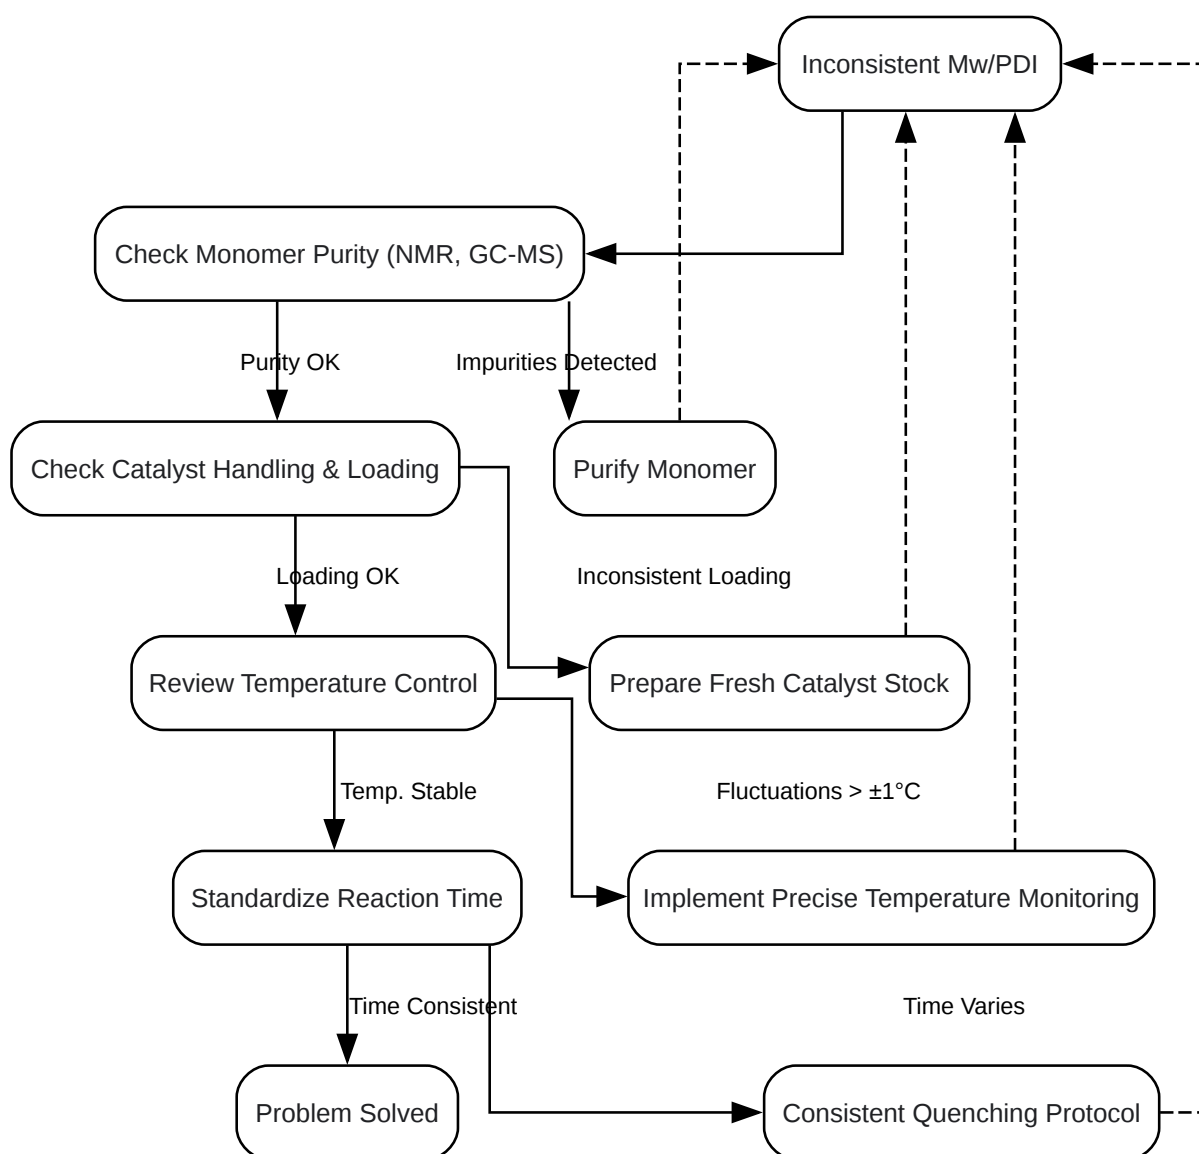 Inconsistent Mw/PDI
Check Monomer Purity (NMR, GC-MS)
Purity OK
Impurities Detected
Check Catalyst Handling & Loading
Purify Monomer
Loading OK
Inconsistent Loading
Review Temperature Control
Prepare Fresh Catalyst Stock
Temp. Stable
Fluctuations > ±1°C
Standardize Reaction Time
Implement Precise Temperature Monitoring
Time Consistent
Time Varies
Problem Solved
Consistent Quenching Protocol